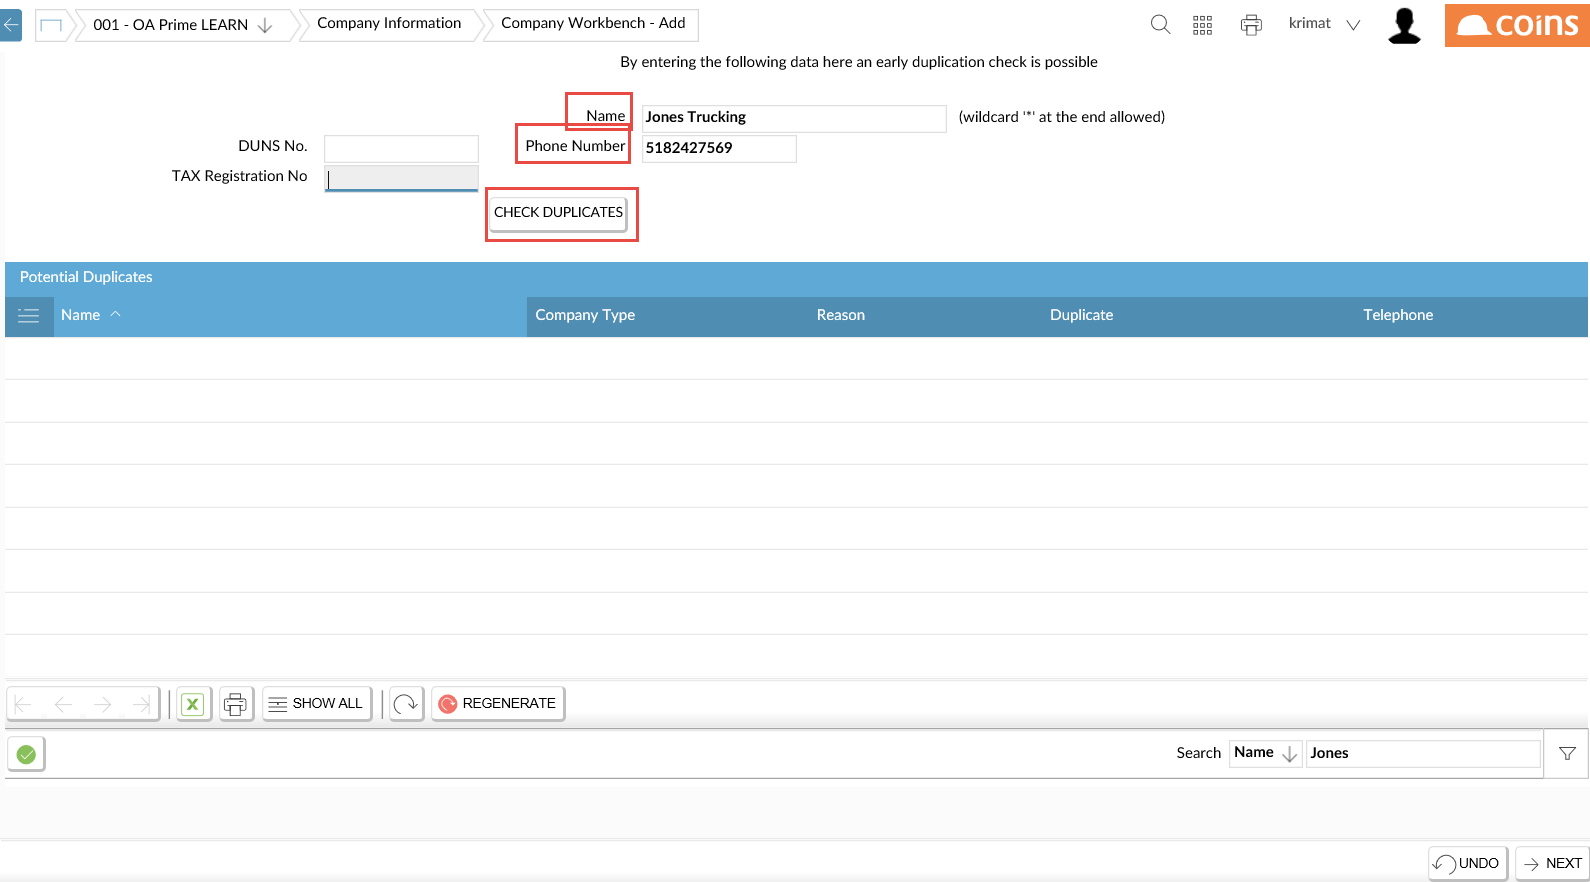 001 - OA Prime LEARN Company Information Company Workbench - Add krimat coins
By entering the following data here an early duplication check is possible
Name Jones Trucking (wildcard '*' at the end allowed)
DUNS No. Phone Number 5182427569
TAX Registration No
CHECK DUPLICATES
Potential Duplicates
Name Company Type Reason Duplicate Telephone
SHOW ALL REGENERATE
Search Name Jones
UNDO NEXT